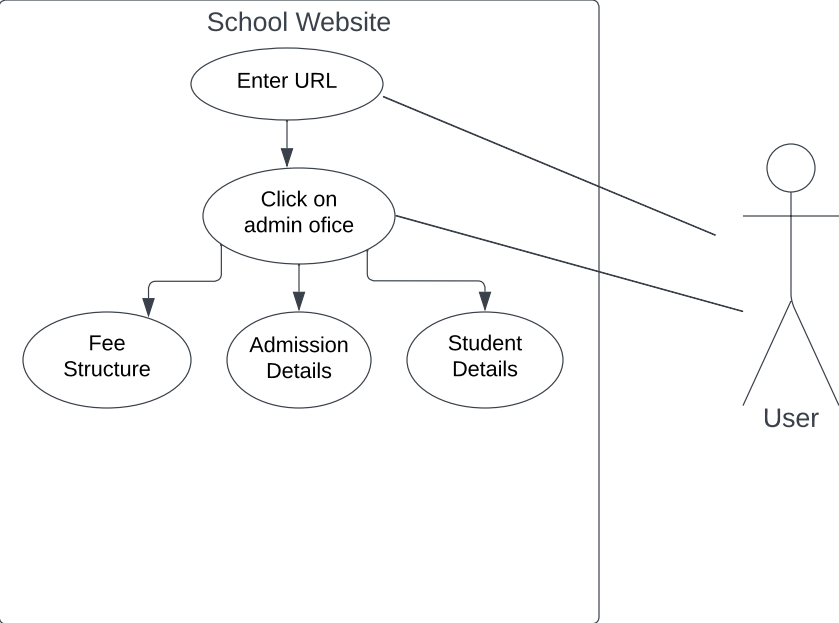 School Website
Enter URL
Click on
admin ofice
Fee
Structure
Admission
Details
Student
Details
User